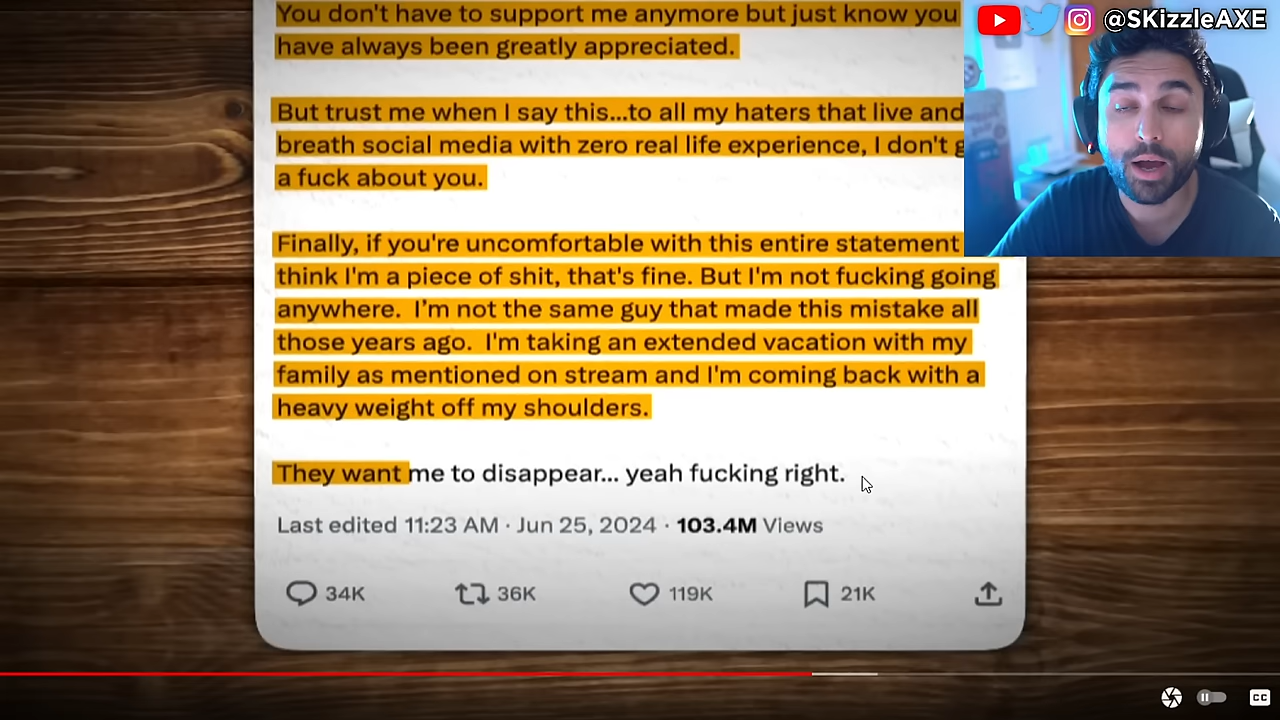 You don't have to support me anymore but just know you
@SKizzleAXE
have always been greatly appreciated.
But trust me when I say this...to all my haters that live and
breath social media with zero real life experience, I don't
a fuck about you.
Finally, if you're uncomfortable with this entire statement
think I'm a piece of shit, that's fine. But I'm not fucking going
anywhere. I'm not the same guy that made this mistake all
those years ago. I'm taking an extended vacation with my
family as mentioned on stream and I'm coming back with a
heavy weight off my shoulders.
They want me to disappear... yeah fucking right.
Last edited 11:23 AM · Jun 25, 2024 · 103.4M Views
34K 36K 119K 21K
CC